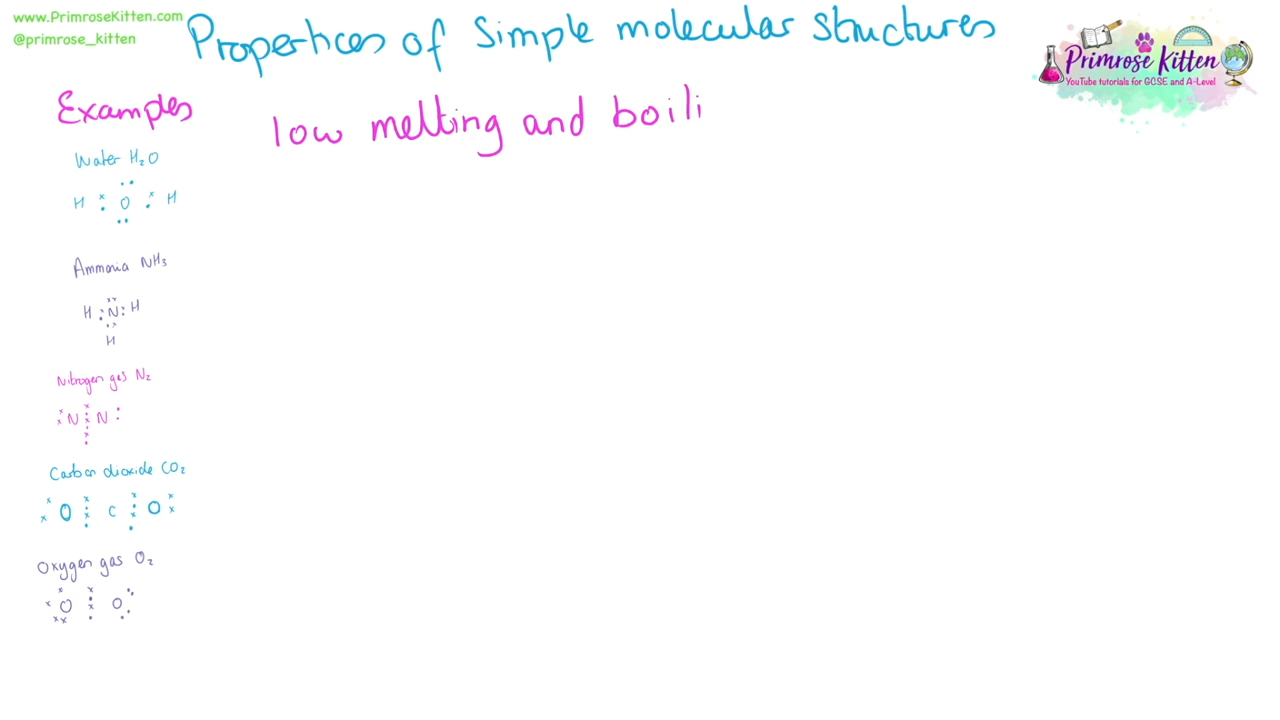 www.PrimroseKitten.com
@primrose_kitten
Properties of Simple molecular structures
Primrose Kitten
YouTube tutorials for GCSE and A-Level
Examples
low melting and boili
Water H₂O
H O H
Ammonia NH₃
H N H
H
Nitrogen gas N₂
N N
Carbon dioxide CO₂
O C O
Oxygen gas O₂
O O